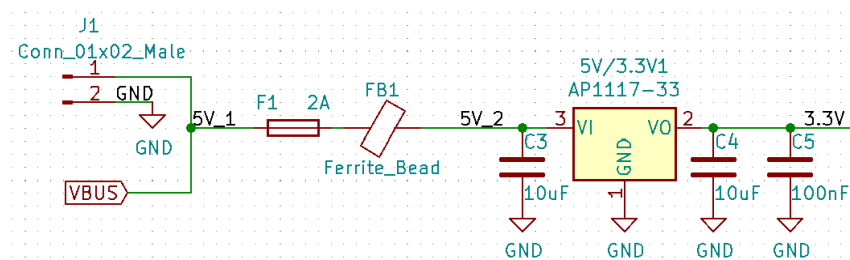 J1
Conn_01x02_Male
1
2
GND
GND
VBUS
5V_1
F1
2A
FB1
Ferrite_Bead
5V_2
C3
10uF
GND
5V/3.3V1
AP1117-33
3
VI
VO
2
GND
1
GND
C4
10uF
GND
C5
100nF
GND
3.3V